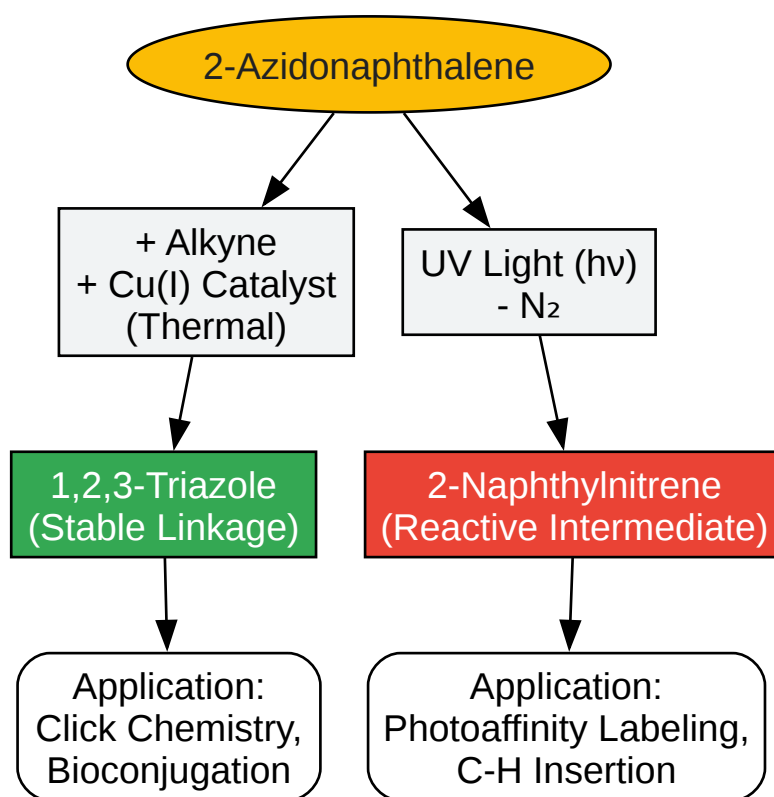 2-Azidonaphthalene
+ Alkyne
+ Cu(I) Catalyst
(Thermal)
UV Light (hν)
- N₂
1,2,3-Triazole
(Stable Linkage)
2-Naphthylnitrene
(Reactive Intermediate)
Application:
Click Chemistry,
Bioconjugation
Application:
Photoaffinity Labeling,
C-H Insertion